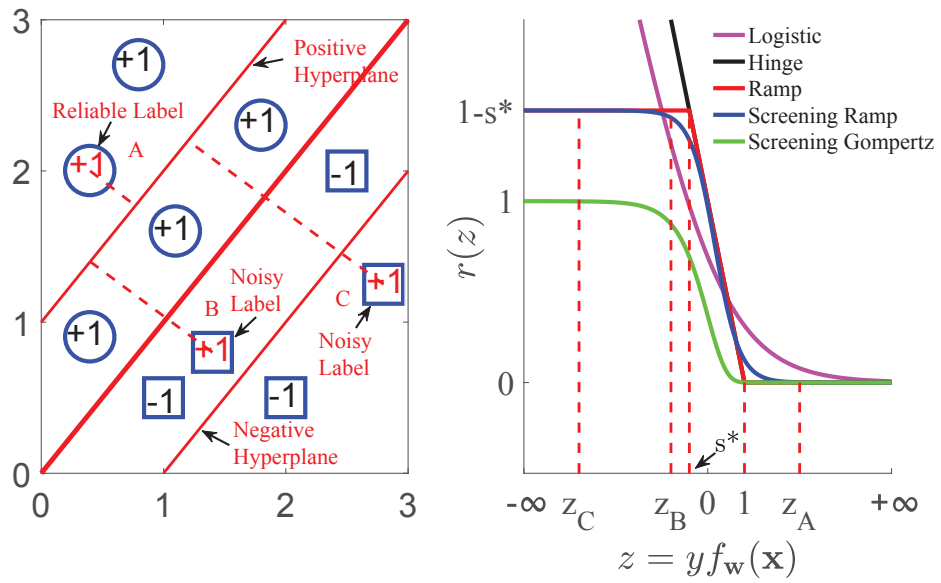 3
2
1
0
0
1
2
3
+1
Positive
Hyperplane
Reliable Label
+1
A
+1
-1
+1
Noisy
Label
B
C
+1
Noisy
Label
+1
+1
-1
-1
Negative
Hyperplane
1-s*
1
0
r(z)
Logistic
Hinge
Ramp
Screening Ramp
Screening Gompertz
s*
-∞
z_C
z_B
0
1
z_A
+∞
z = yf_w(x)